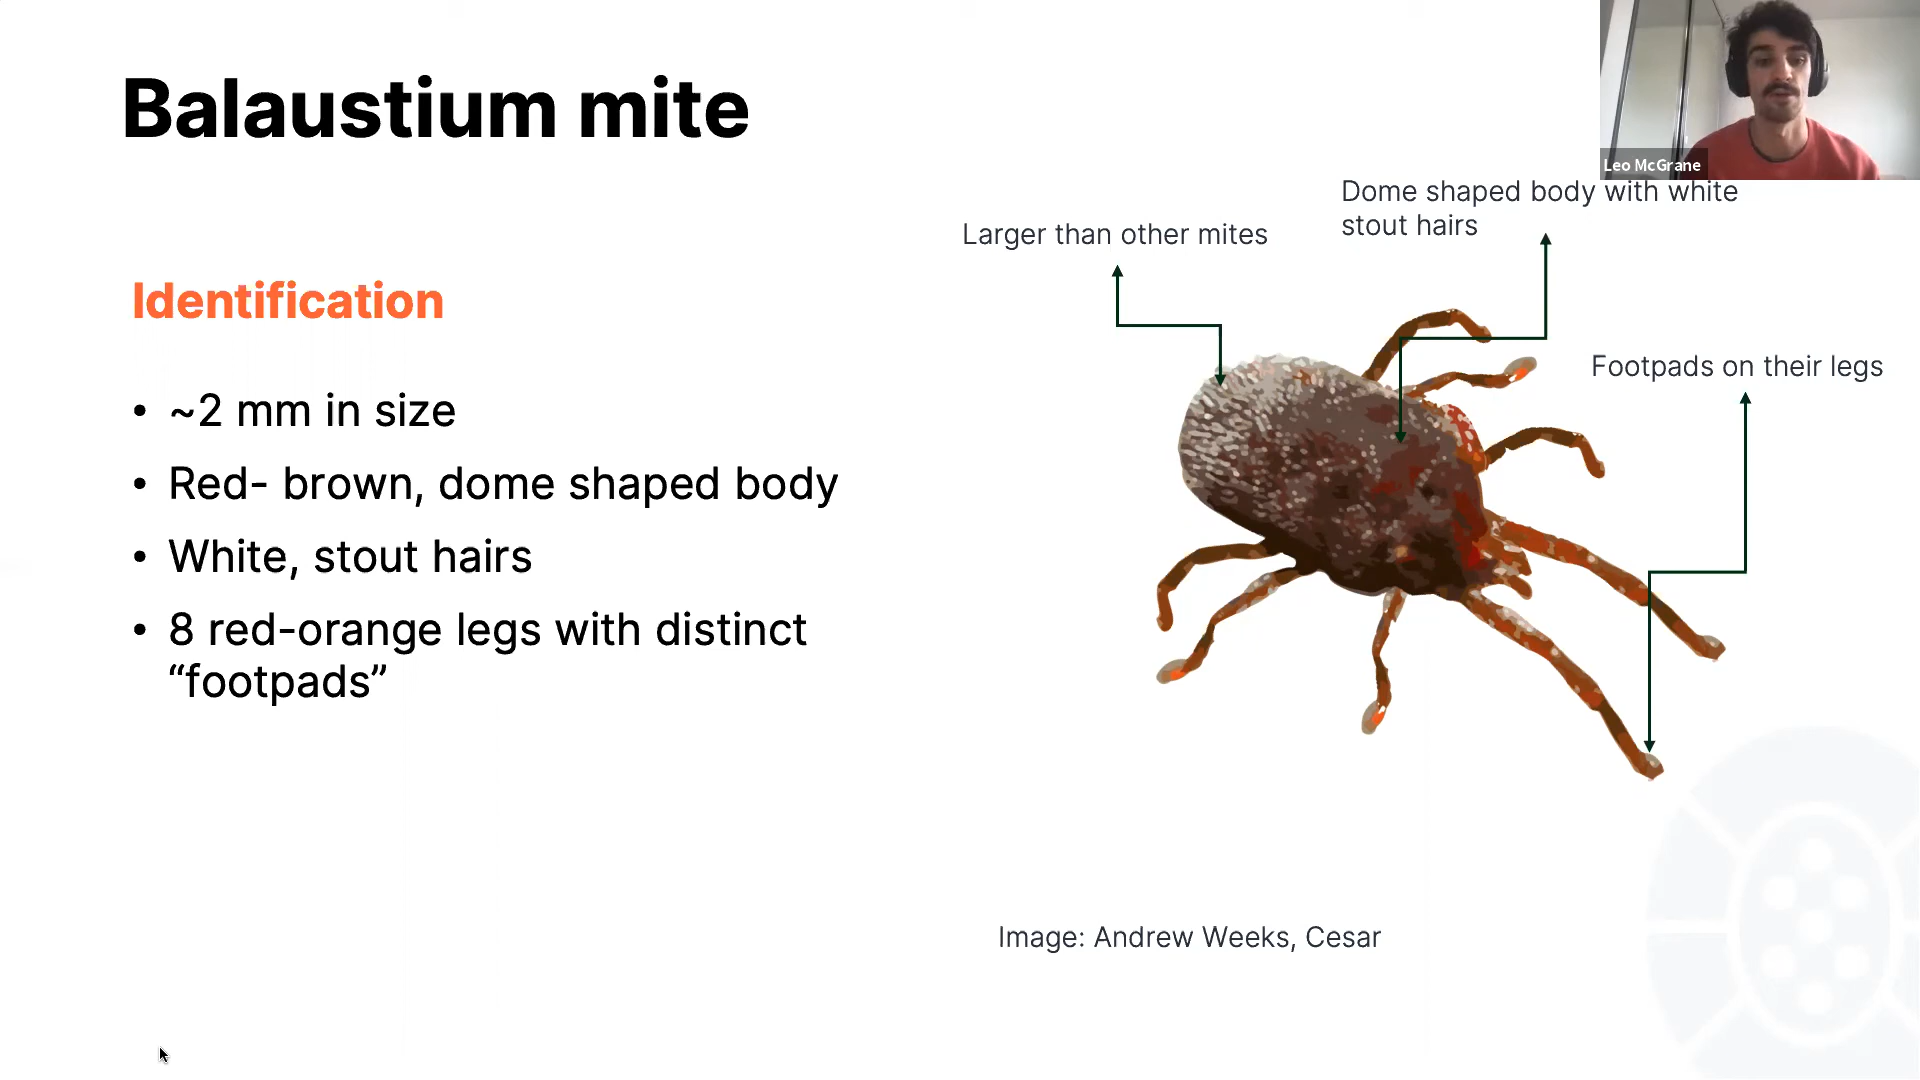 Balaustium mite
Leo McGrane
Dome shaped body with white
stout hairs
Larger than other mites
Identification
Footpads on their legs
• ~2 mm in size
• Red- brown, dome shaped body
• White, stout hairs
• 8 red-orange legs with distinct
“footpads”
Image: Andrew Weeks, Cesar